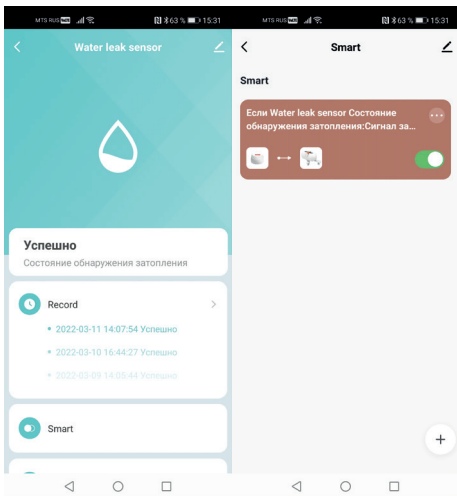 MTS RUS 63 % 15:31
Water leak sensor
Успешно
Состояние обнаружения затопления
Record
2022-03-11 14:07:54 Успешно
2022-03-10 16:44:27 Успешно
2022-03-09 14:05:44 Успешно
Smart
MTS RUS 63 % 15:31
Smart
Smart
Если Water leak sensor Состояние
обнаружения затопления:Сигнал за...